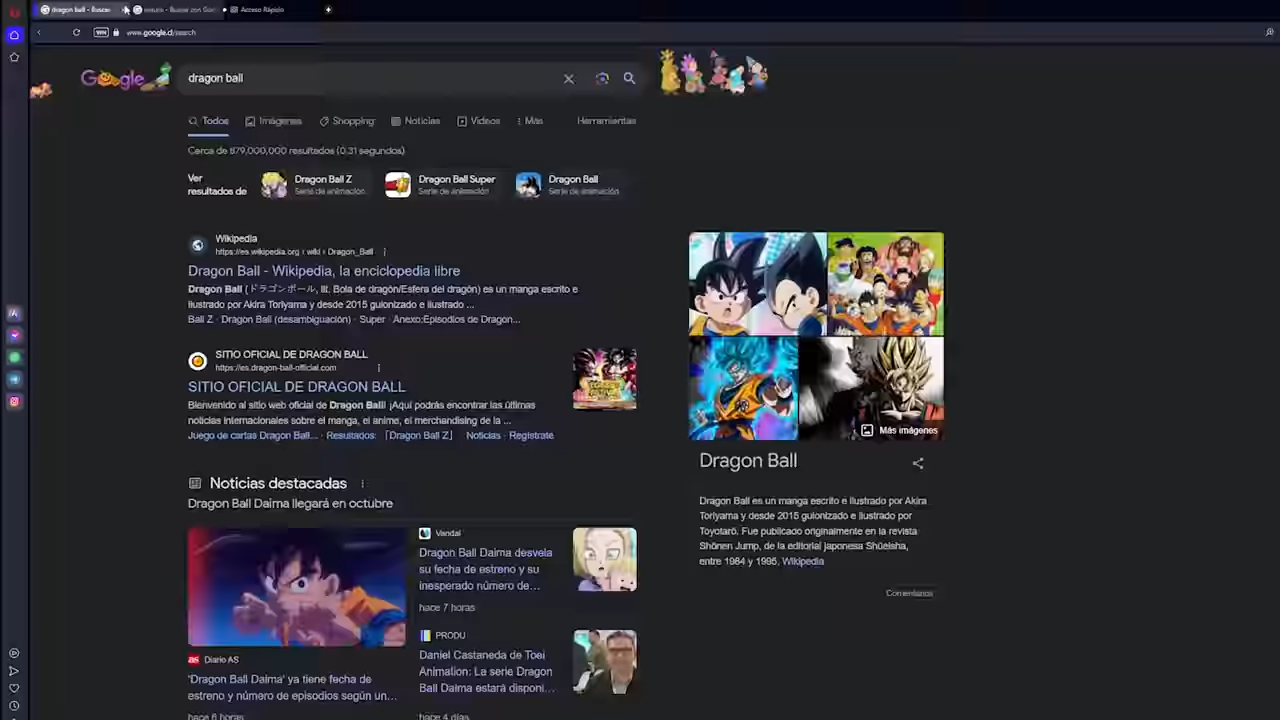 dragon ball - Busca
Buscar con Goo
Acceso Rápido
VPN
www.google.cl/search
Google
dragon ball
Todos
Imágenes
Shopping
Noticias
Videos
Más
Herramientas
Cerca de 879,000,000 resultados (0.31 segundos)
Ver
resultados de
Dragon Ball Z
Serie de animación
Dragon Ball Super
Serie de animación
Dragon Ball
Serie de animación
Wikipedia
https://es.wikipedia.org › wiki › Dragon_Ball
Dragon Ball - Wikipedia, la enciclopedia libre
Dragon Ball (ドラゴンボール, lit. Bola de dragón/Esfera del dragón) es un manga escrito e
ilustrado por Akira Toriyama y desde 2015 guionizado e ilustrado ...
Ball Z · Dragon Ball (desambiguación) · Super · Anexo:Episodios de Dragon...
SITIO OFICIAL DE DRAGON BALL
https://es.dragon-ball-official.com
SITIO OFICIAL DE DRAGON BALL
Bienvenido al sitio web oficial de Dragon Ball! ¡Aquí podrás encontrar las últimas
noticias internacionales sobre el manga, el anime, el merchandising de la ...
Juego de cartas Dragon Ball... · Resultados: 「Dragon Ball Z」 Noticias · Regístrate
Noticias destacadas
Dragon Ball Daima llegará en octubre
as Diario AS
'Dragon Ball Daima' ya tiene fecha de
estreno y número de episodios según un...
hace 6 horas
Vandal
Dragon Ball Daima desvela
su fecha de estreno y su
inesperado número de...
hace 7 horas
PRODU
Daniel Castaneda de Toei
Animation: La serie Dragon
Ball Daima estará disponi...
hace 4 días
Más imágenes
Dragon Ball
Dragon Ball es un manga escrito e ilustrado por Akira
Toriyama y desde 2015 guionizado e ilustrado por
Toyotarō. Fue publicado originalmente en la revista
Shōnen Jump, de la editorial japonesa Shūeisha,
entre 1984 y 1995. Wikipedia
Comentarios